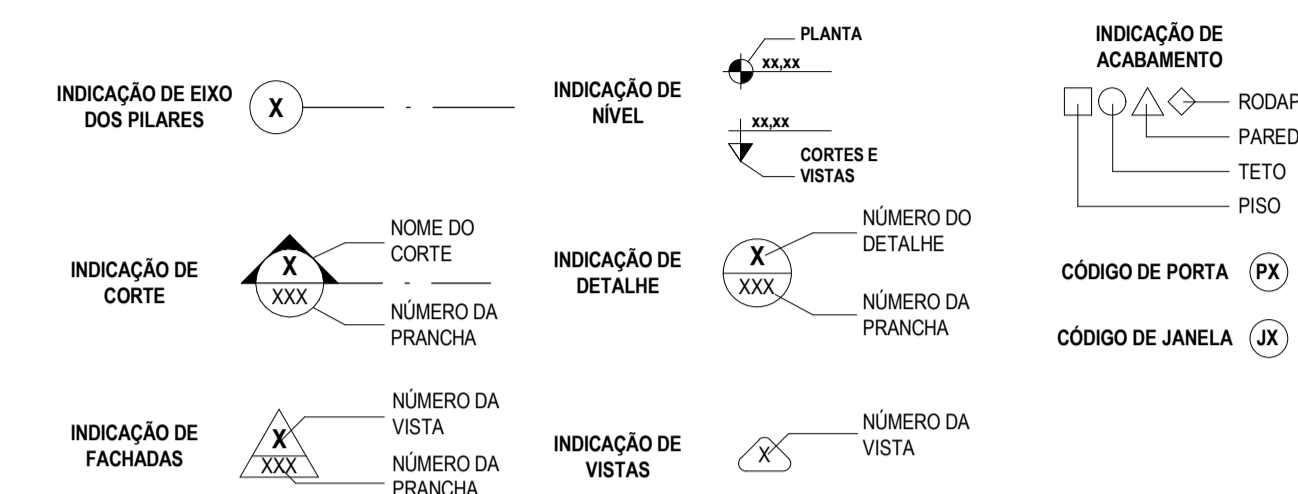 INDICAÇÃO DE EIXO
DOS PILARES
X
INDICAÇÃO DE
NÍVEL
PLANTA
xx,xx
xx,xx
CORTES E
VISTAS
INDICAÇÃO DE
ACABAMENTO
RODAP
PARED
TETO
PISO
INDICAÇÃO DE
CORTE
X
XXX
NOME DO
CORTE
NÚMERO DA
PRANCHA
INDICAÇÃO DE
DETALHE
X
XXX
NÚMERO DO
DETALHE
NÚMERO DA
PRANCHA
CÓDIGO DE PORTA
PX
CÓDIGO DE JANELA
JX
INDICAÇÃO DE
FACHADAS
X
XXX
NÚMERO DA
VISTA
NÚMERO DA
PRANCHA
INDICAÇÃO DE
VISTAS
X
NÚMERO DA
VISTA